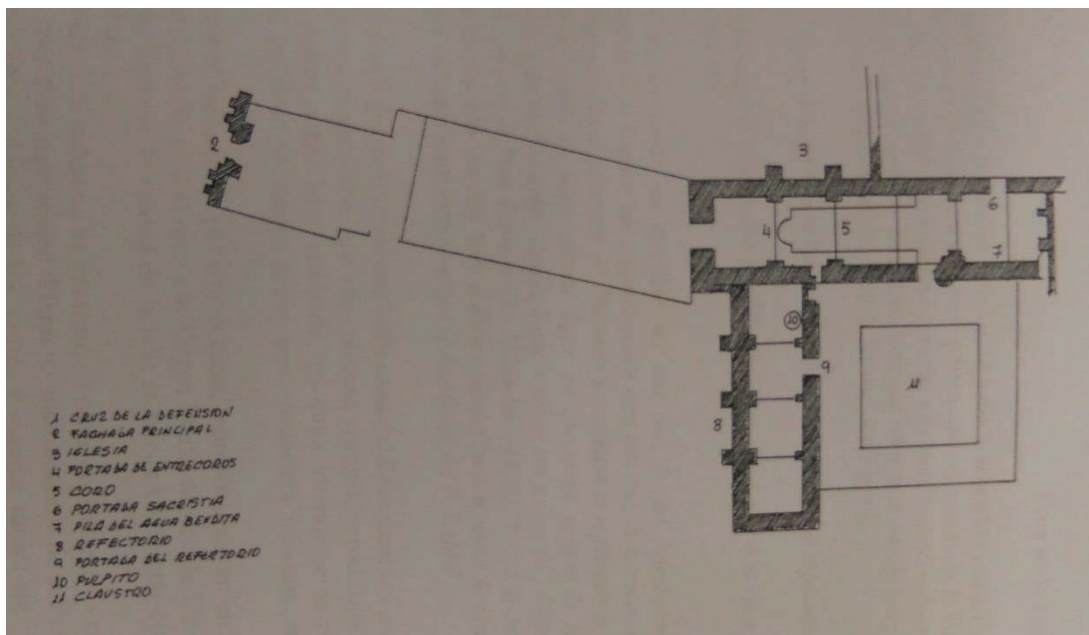 2
3
6
4
5
7
10
9
11
8
1 CRUZ DE LA DEFENSION
2 FACHADA PRINCIPAL
3 IGLESIA
4 PORTADA DE ENTRECOROS
5 CORO
6 PORTADA SACRISTIA
7 PILA DEL AGUA BENDITA
8 REFECTORIO
9 PORTADA DEL REFERTORIO
10 PULPITO
11 CLAUSTRO